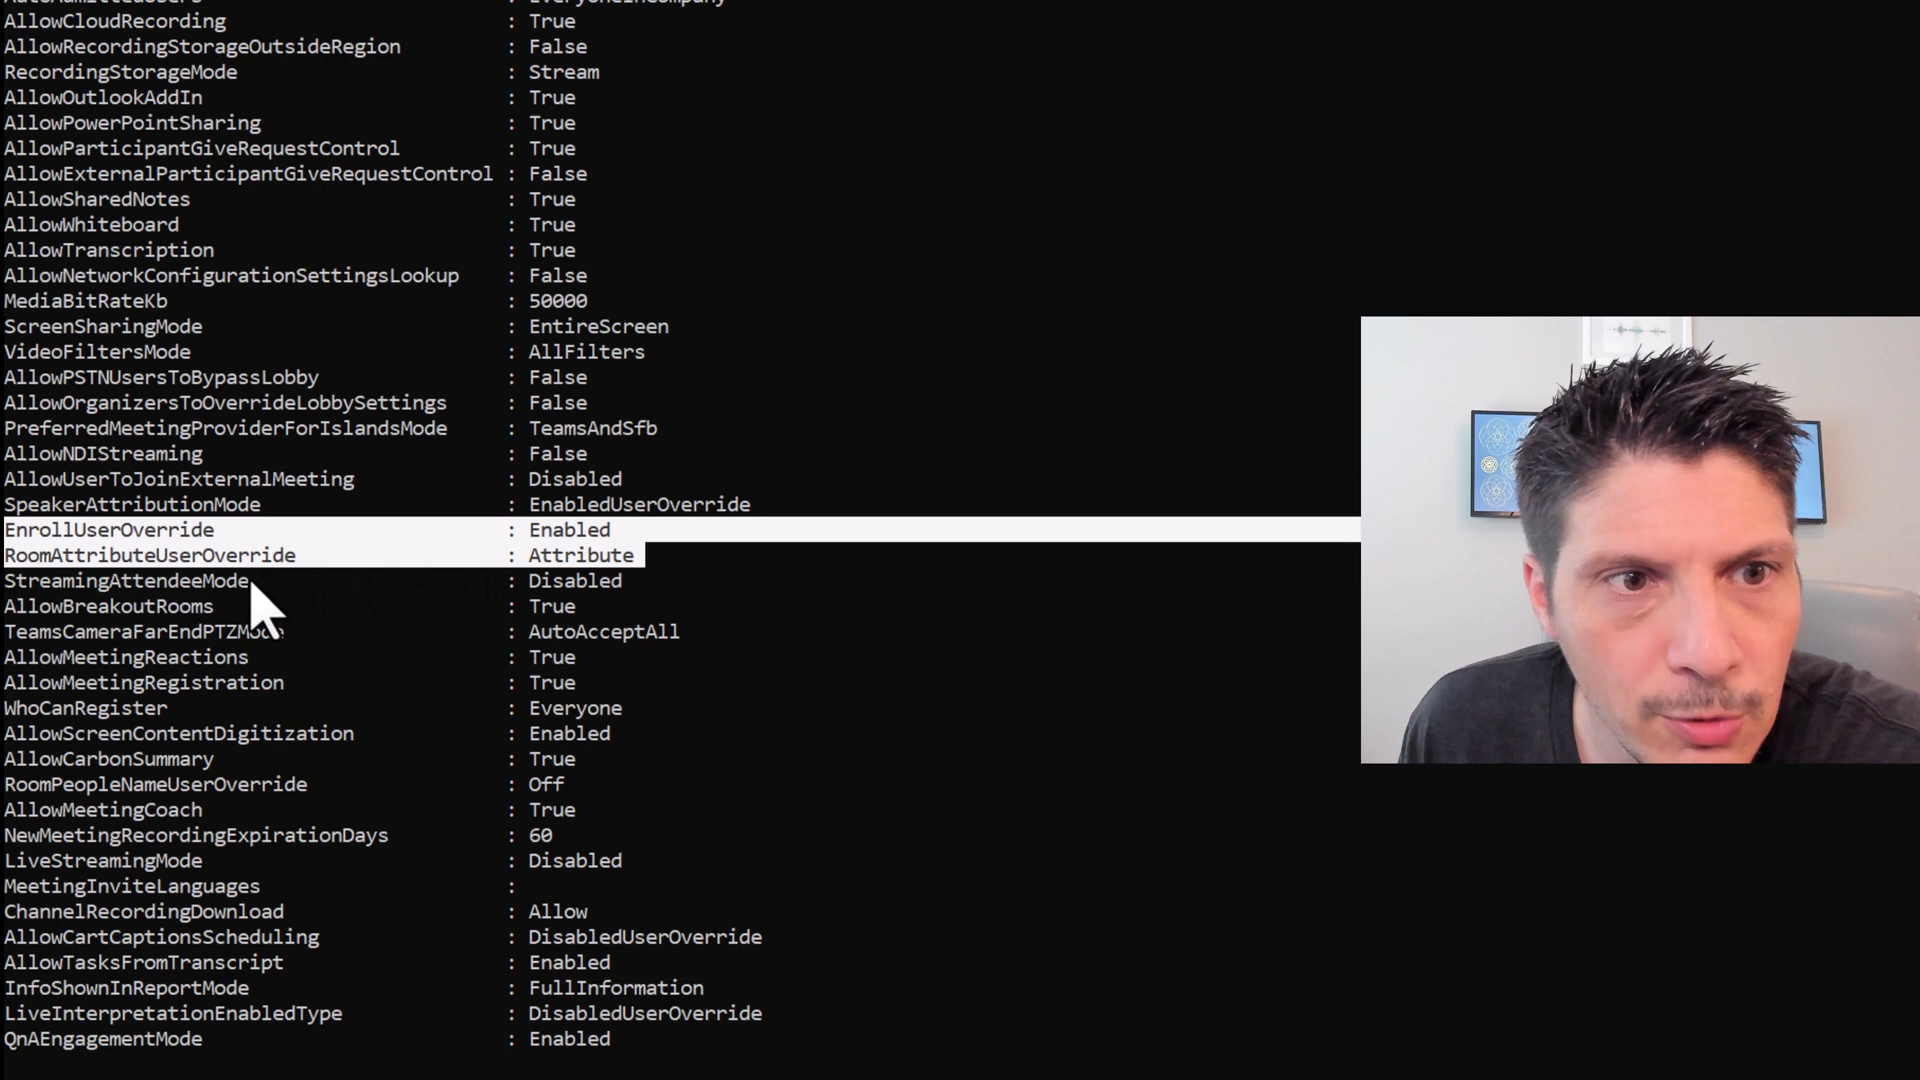 AutoAdmittedUsers : EveryoneInCompany
AllowCloudRecording : True
AllowRecordingStorageOutsideRegion : False
RecordingStorageMode : Stream
AllowOutlookAddIn : True
AllowPowerPointSharing : True
AllowParticipantGiveRequestControl : True
AllowExternalParticipantGiveRequestControl : False
AllowSharedNotes : True
AllowWhiteboard : True
AllowTranscription : True
AllowNetworkConfigurationSettingsLookup : False
MediaBitRateKb : 50000
ScreenSharingMode : EntireScreen
VideoFiltersMode : AllFilters
AllowPSTNUsersToBypassLobby : False
AllowOrganizersToOverrideLobbySettings : False
PreferredMeetingProviderForIslandsMode : TeamsAndSfb
AllowNDIStreaming : False
AllowUserToJoinExternalMeeting : Disabled
SpeakerAttributionMode : EnabledUserOverride
EnrollUserOverride : Enabled
RoomAttributeUserOverride : Attribute
StreamingAttendeeMode : Disabled
AllowBreakoutRooms : True
TeamsCameraFarEndPTZMode : AutoAcceptAll
AllowMeetingReactions : True
AllowMeetingRegistration : True
WhoCanRegister : Everyone
AllowScreenContentDigitization : Enabled
AllowCarbonSummary : True
RoomPeopleNameUserOverride : Off
AllowMeetingCoach : True
NewMeetingRecordingExpirationDays : 60
LiveStreamingMode : Disabled
MeetingInviteLanguages :
ChannelRecordingDownload : Allow
AllowCartCaptionsScheduling : DisabledUserOverride
AllowTasksFromTranscript : Enabled
InfoShownInReportMode : FullInformation
LiveInterpretationEnabledType : DisabledUserOverride
QnAEngagementMode : Enabled